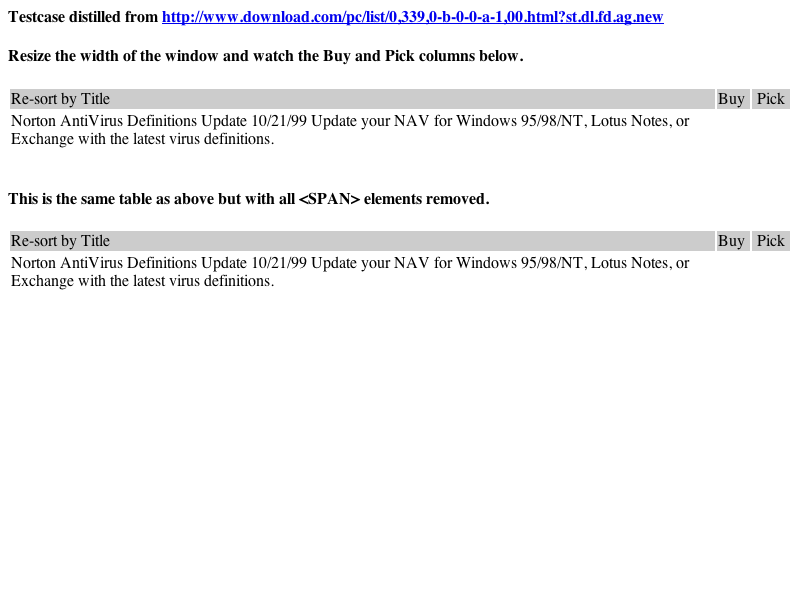 Testcase distilled from http://www.download.com/pc/list/0,339,0-b-0-0-a-1,00.html?st.dl.fd.ag.new
Resize the width of the window and watch the Buy and Pick columns below.
Re-sort by Title Buy Pick
Norton AntiVirus Definitions Update 10/21/99 Update your NAV for Windows 95/98/NT, Lotus Notes, or
Exchange with the latest virus definitions.
This is the same table as above but with all <SPAN> elements removed.
Re-sort by Title Buy Pick
Norton AntiVirus Definitions Update 10/21/99 Update your NAV for Windows 95/98/NT, Lotus Notes, or
Exchange with the latest virus definitions.